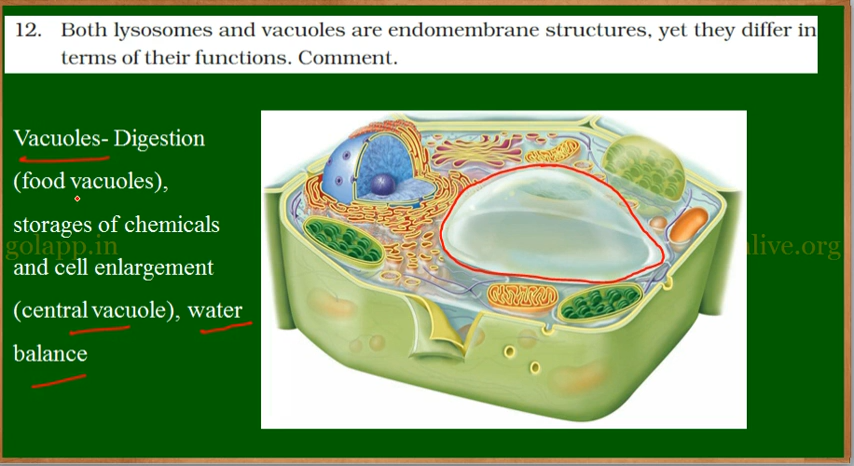 12. Both lysosomes and vacuoles are endomembrane structures, yet they differ in
terms of their functions. Comment.
Vacuoles- Digestion
(food vacuoles),
storages of chemicals
and cell enlargement
(central vacuole), water
balance
golapp.in
alive.org